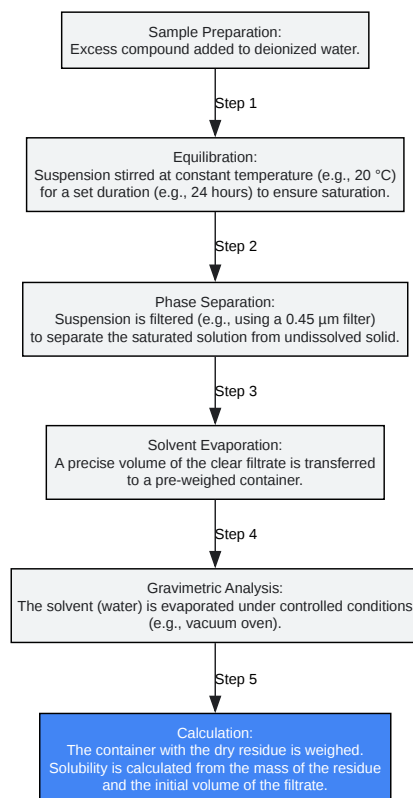 Sample Preparation:
Excess compound added to deionized water.
Step 1
Equilibration:
Suspension stirred at constant temperature (e.g., 20 °C)
for a set duration (e.g., 24 hours) to ensure saturation.
Step 2
Phase Separation:
Suspension is filtered (e.g., using a 0.45 µm filter)
to separate the saturated solution from undissolved solid.
Step 3
Solvent Evaporation:
A precise volume of the clear filtrate is transferred
to a pre-weighed container.
Step 4
Gravimetric Analysis:
The solvent (water) is evaporated under controlled conditions
(e.g., vacuum oven).
Step 5
Calculation:
The container with the dry residue is weighed.
Solubility is calculated from the mass of the residue
and the initial volume of the filtrate.